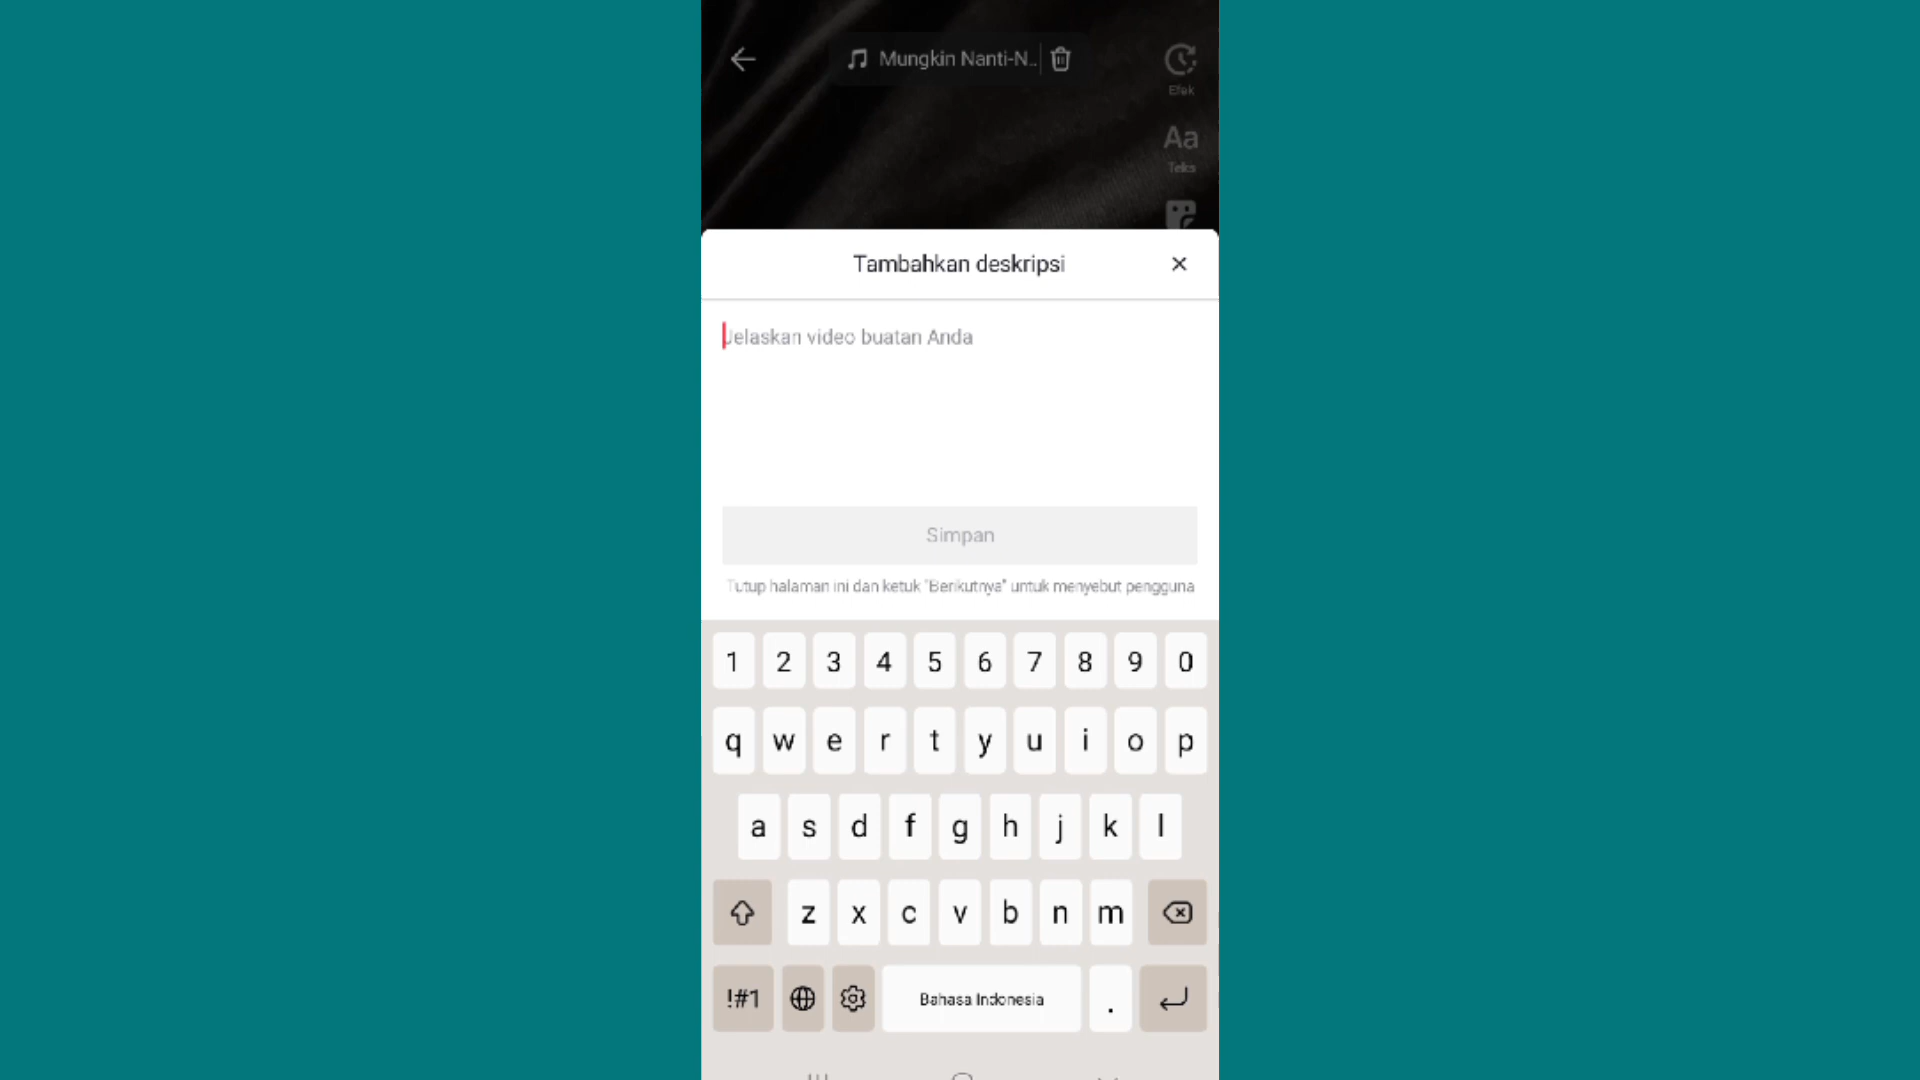 Mungkin Nanti-N..
Efek
Aa
Teks
Tambahkan deskripsi
Jelaskan video buatan Anda
Simpan
Tutup halaman ini dan ketuk "Berikutnya" untuk menyebut pengguna
1 2 3 4 5 6 7 8 9 0
q w e r t y u i o p
a s d f g h j k l
z x c v b n m
!#1 Bahasa Indonesia .